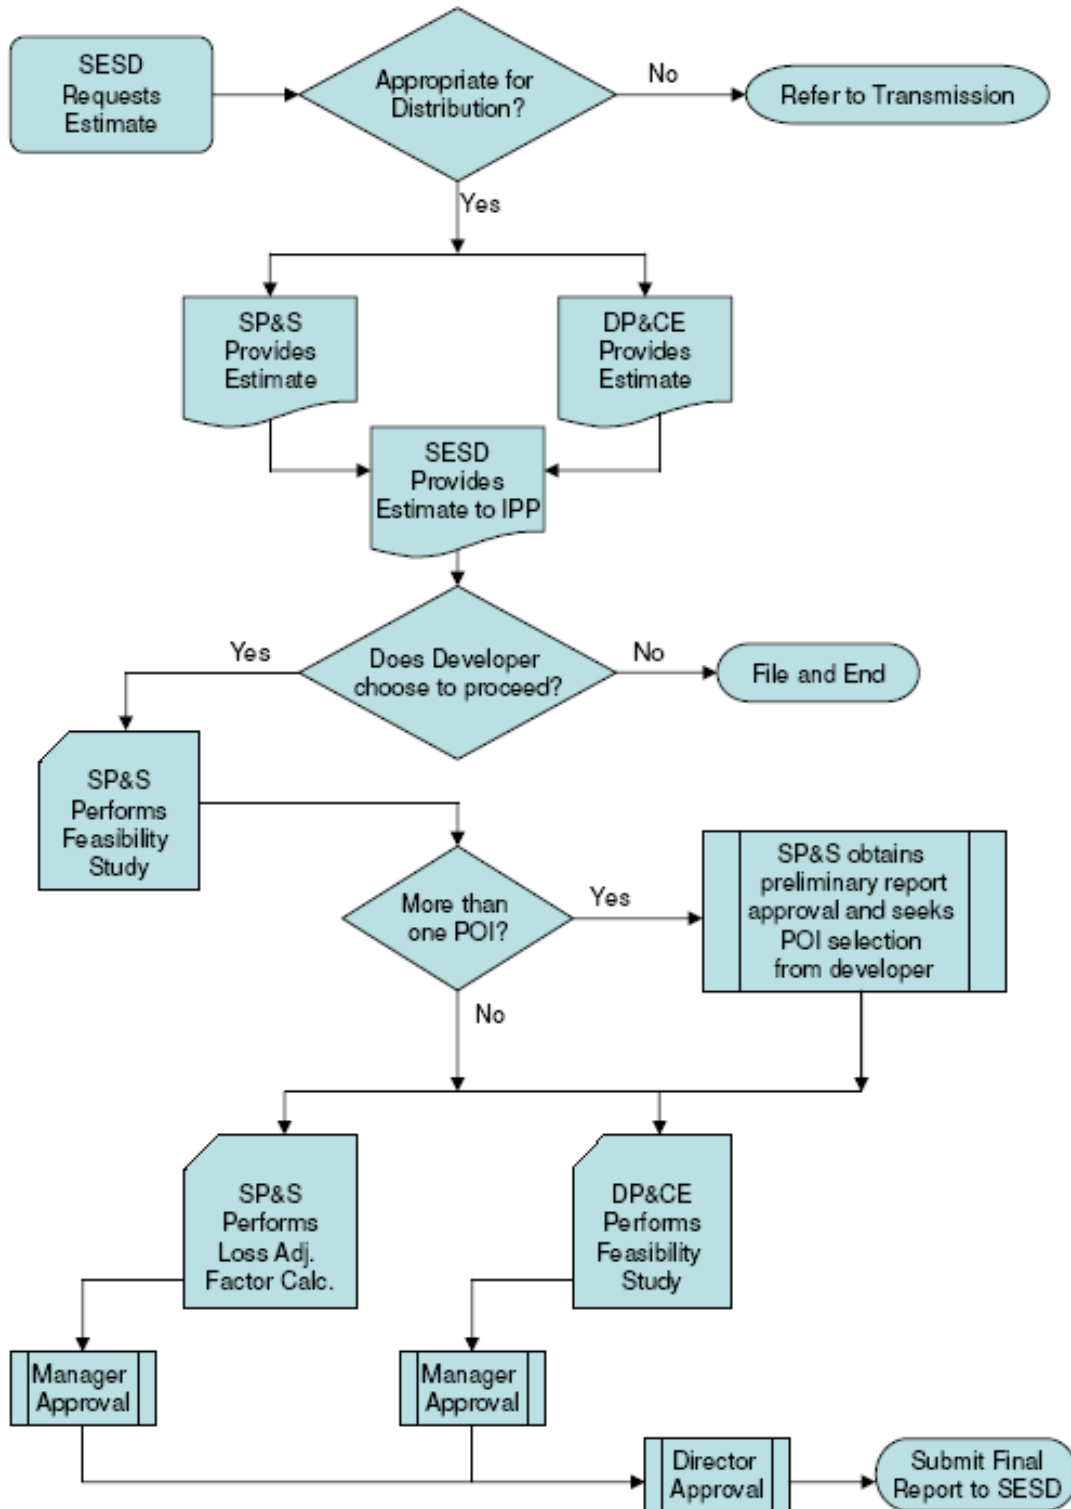 SESD
Requests
Estimate
Appropriate for
Distribution?
No
Refer to Transmission
Yes
SP&S
Provides
Estimate
DP&CE
Provides
Estimate
SESD
Provides
Estimate to IPP
Yes
Does Developer
choose to proceed?
No
File and End
SP&S
Performs
Feasibility
Study
More than
one POI?
Yes
SP&S obtains
preliminary report
approval and seeks
POI selection
from developer
No
SP&S
Performs
Loss Adj.
Factor Calc.
DP&CE
Performs
Feasibility
Study
Manager
Approval
Manager
Approval
Director
Approval
Submit Final
Report to SESD